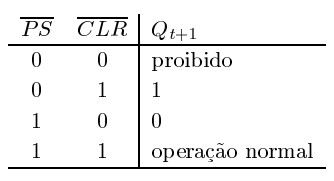 PS CLR Q_{t+1}
0 0 proibido
0 1 1
1 0 0
1 1 operação normal